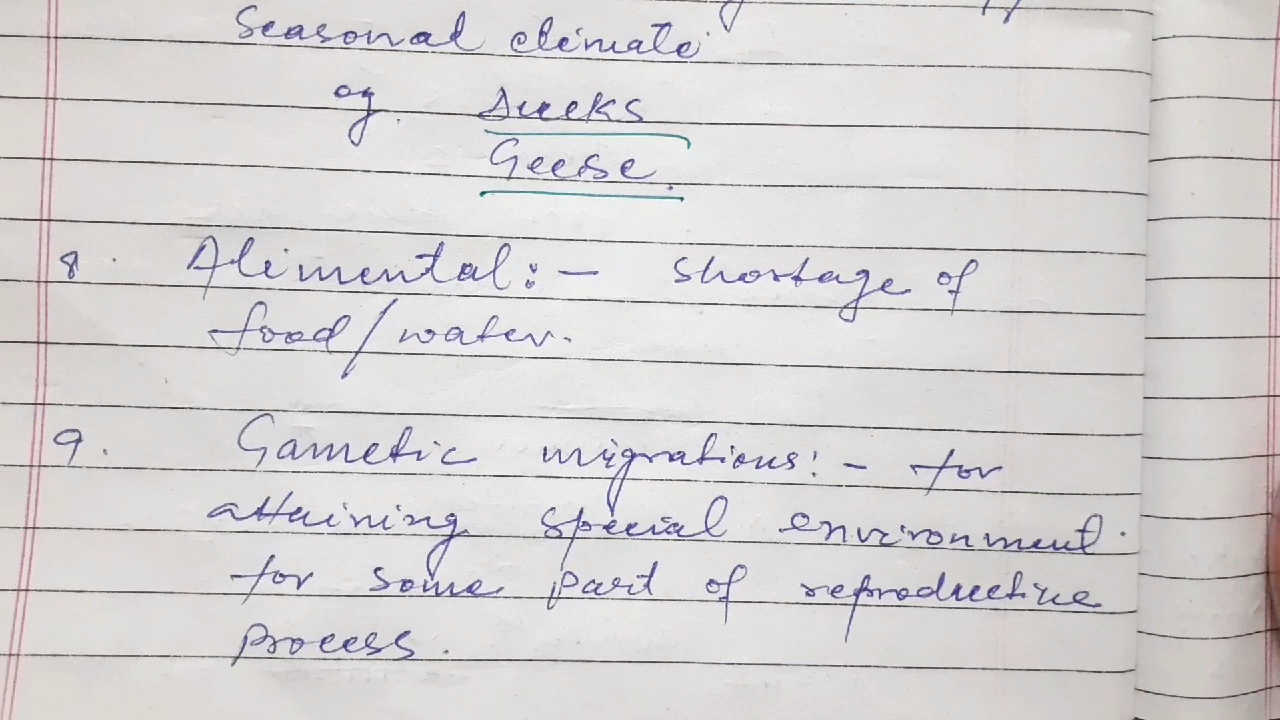 Seasonal climate
eg. Ducks
Geese.
8. Alimental:- Shortage of
food/water.
9. Gametic migrations:- for
attaining special environment
for some part of reproductive
process.